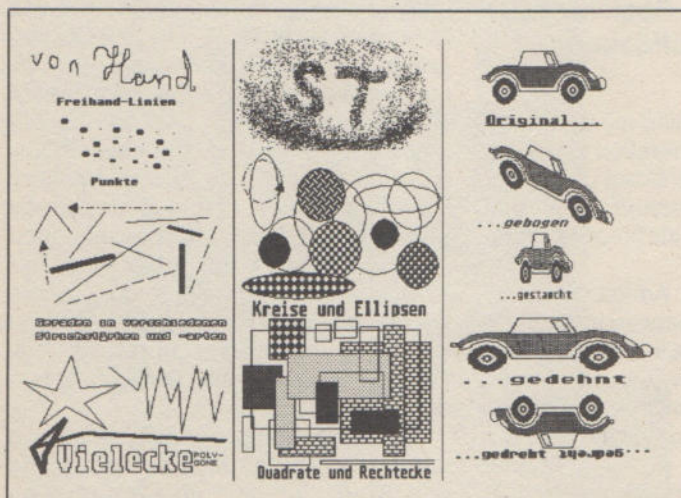 von Hand
Freihand-Linien
Punkte
Geraden in verschiedenen
Strichstärken und -arten
Vielecke POLY-
GONE
ST
Kreise und Ellipsen
Quadrate und Rechtecke
Original...
...gebogen
...gestaucht
...gedehnt
...gedreht gedreht...